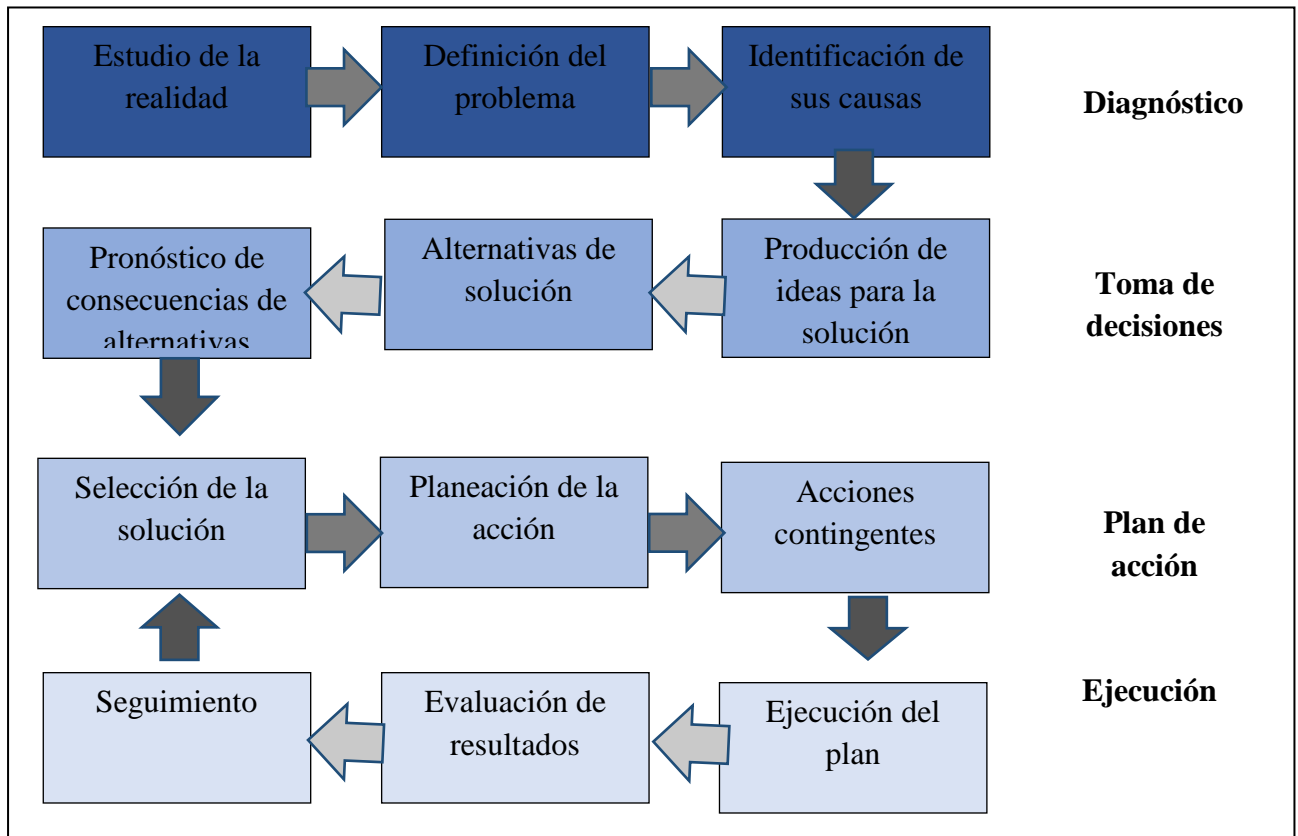 Estudio de la
realidad
Definición del
problema
Identificación de
sus causas
Diagnóstico
Pronóstico de
consecuencias de
alternativas
Alternativas de
solución
Producción de
ideas para la
solución
Toma de
decisiones
Selección de la
solución
Planeación de la
acción
Acciones
contingentes
Plan de
acción
Seguimiento
Evaluación de
resultados
Ejecución del
plan
Ejecución